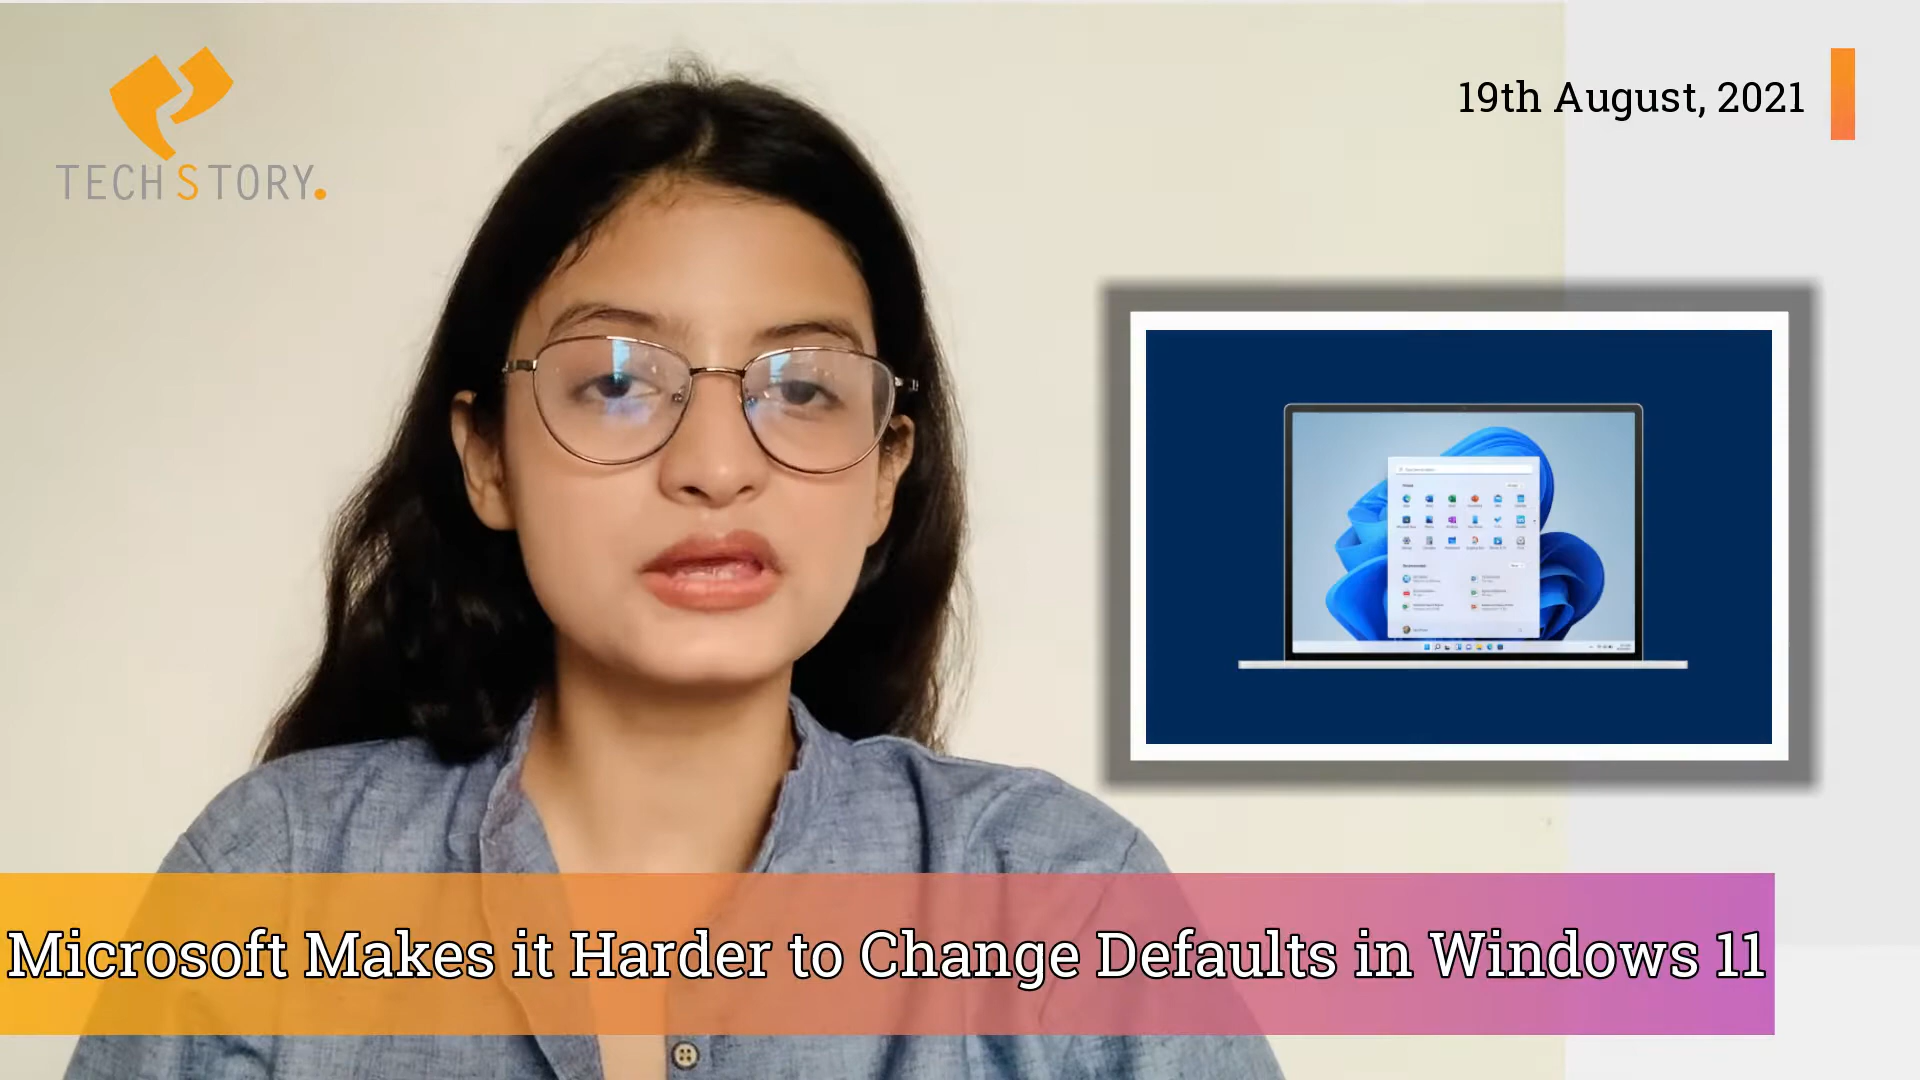 TECH STORY.
19th August, 2021
Microsoft Makes it Harder to Change Defaults in Windows 11